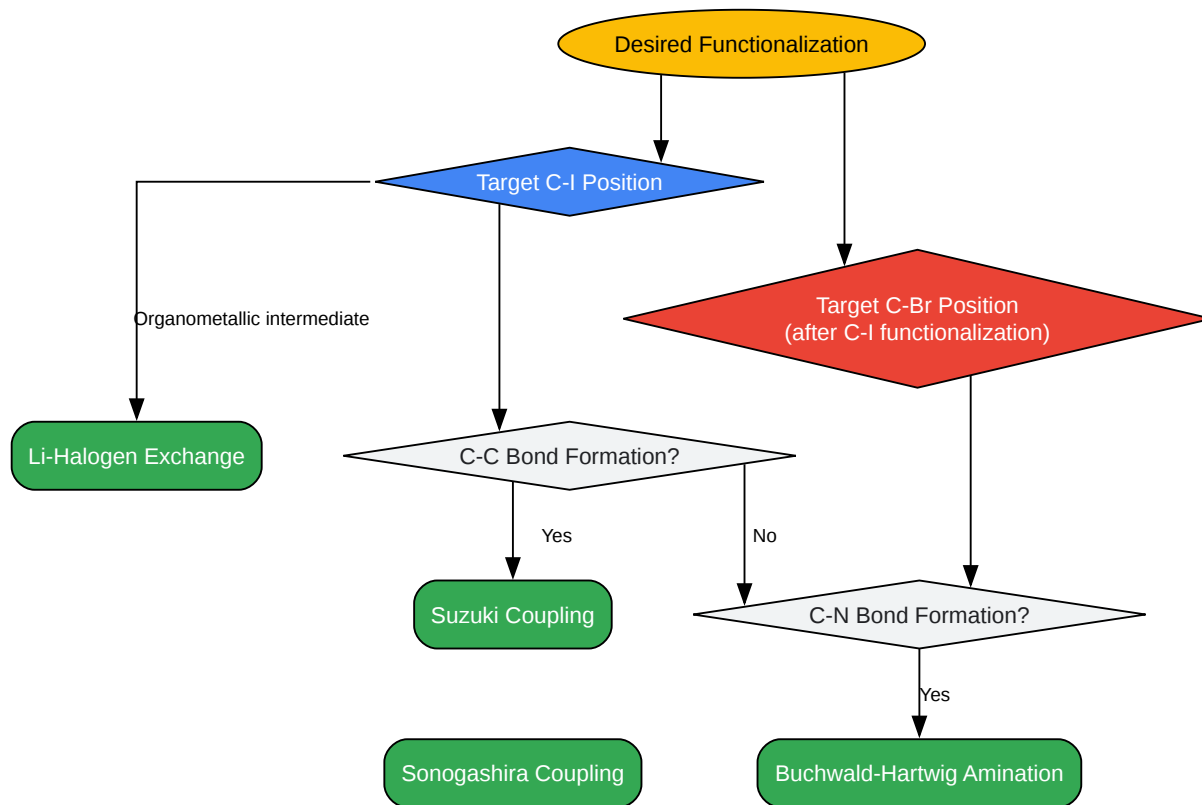 Desired Functionalization
Target C-I Position
Target C-Br Position
(after C-I functionalization)
Organometallic intermediate
Li-Halogen Exchange
C-C Bond Formation?
Yes
No
Suzuki Coupling
C-N Bond Formation?
Yes
Sonogashira Coupling
Buchwald-Hartwig Amination